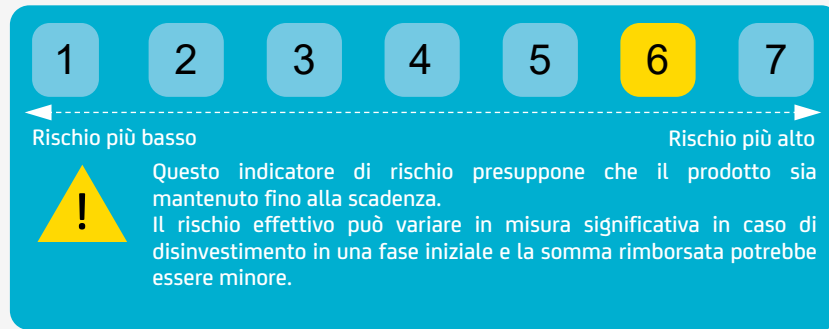 1 2 3 4 5 6 7
Rischio più basso Rischio più alto
Questo indicatore di rischio presuppone che il prodotto sia
mantenuto fino alla scadenza.
!
Il rischio effettivo può variare in misura significativa in caso di
disinvestimento in una fase iniziale e la somma rimborsata potrebbe
essere minore.